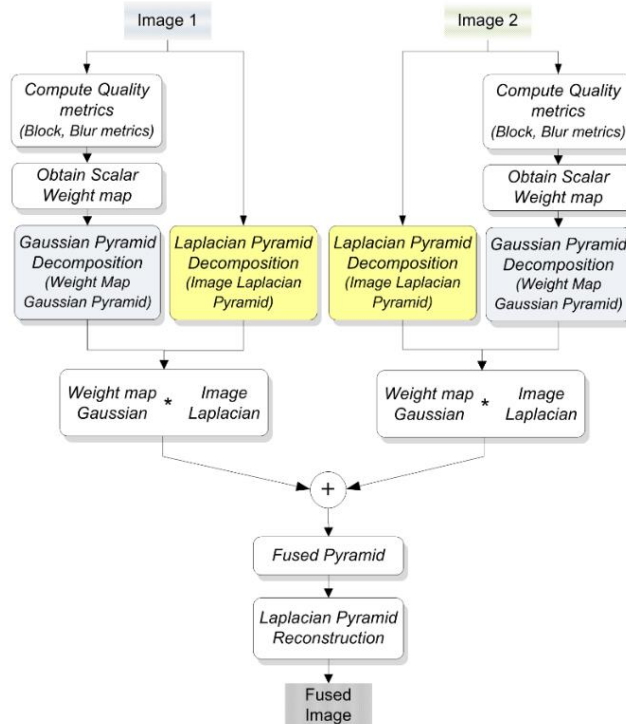 Image 1
Image 2
Compute Quality
metrics
(Block, Blur metrics)
Compute Quality
metrics
(Block, Blur metrics)
Obtain Scalar
Weight map
Obtain Scalar
Weight map
Gaussian Pyramid
Decomposition
(Weight Map
Gaussian Pyramid)
Laplacian Pyramid
Decomposition
(Image Laplacian
Pyramid)
Laplacian Pyramid
Decomposition
(Image Laplacian
Pyramid)
Gaussian Pyramid
Decomposition
(Weight Map
Gaussian Pyramid)
Weight map * Image
Gaussian Laplacian
Weight map * Image
Gaussian Laplacian
+
Fused Pyramid
Laplacian Pyramid
Reconstruction
Fused
Image